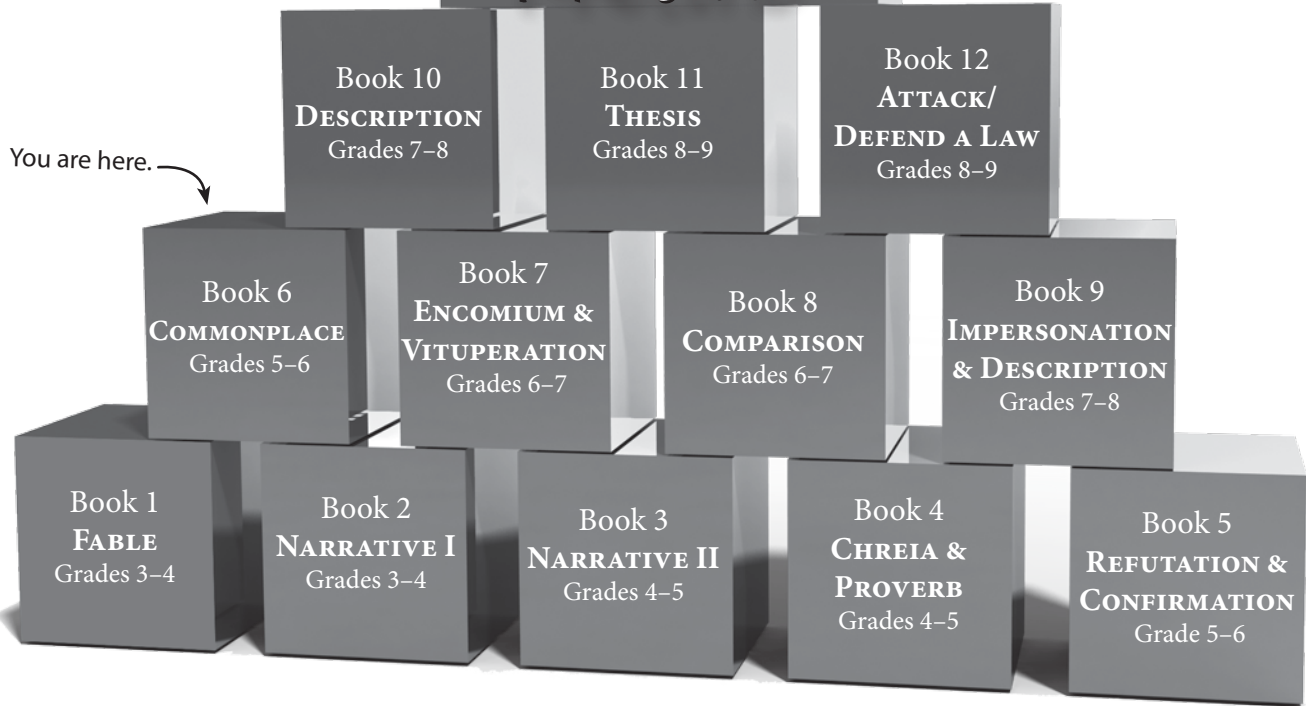 Book 10
DESCRIPTION
Grades 7–8
Book 11
THESIS
Grades 8–9
Book 12
ATTACK/
DEFEND A LAW
Grades 8–9
You are here.
Book 6
COMMONPLACE
Grades 5–6
Book 7
ENCOMIUM &
VITUPERATION
Grades 6–7
Book 8
COMPARISON
Grades 6–7
Book 9
IMPERSONATION
& DESCRIPTION
Grades 7–8
Book 1
FABLE
Grades 3–4
Book 2
NARRATIVE I
Grades 3–4
Book 3
NARRATIVE II
Grades 4–5
Book 4
CHREIA &
PROVERB
Grades 4–5
Book 5
REFUTATION &
CONFIRMATION
Grade 5–6